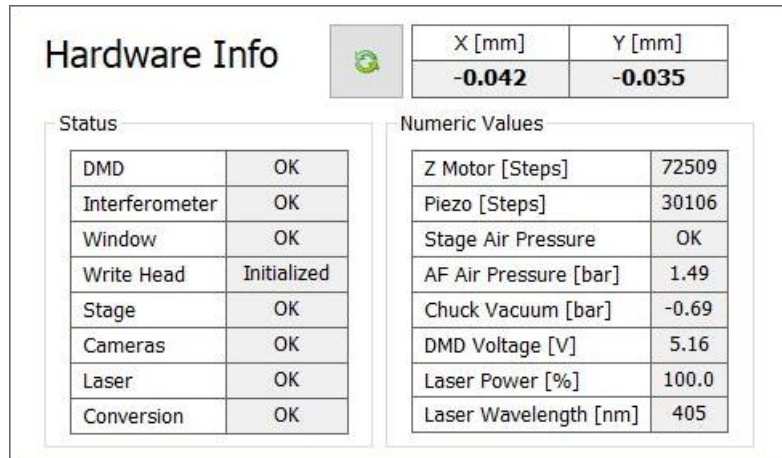 Hardware Info
X [mm] Y [mm]
-0.042 -0.035
Status
DMD OK
Interferometer OK
Window OK
Write Head Initialized
Stage OK
Cameras OK
Laser OK
Conversion OK
Numeric Values
Z Motor [Steps] 72509
Piezo [Steps] 30106
Stage Air Pressure OK
AF Air Pressure [bar] 1.49
Chuck Vacuum [bar] -0.69
DMD Voltage [V] 5.16
Laser Power [%] 100.0
Laser Wavelength [nm] 405